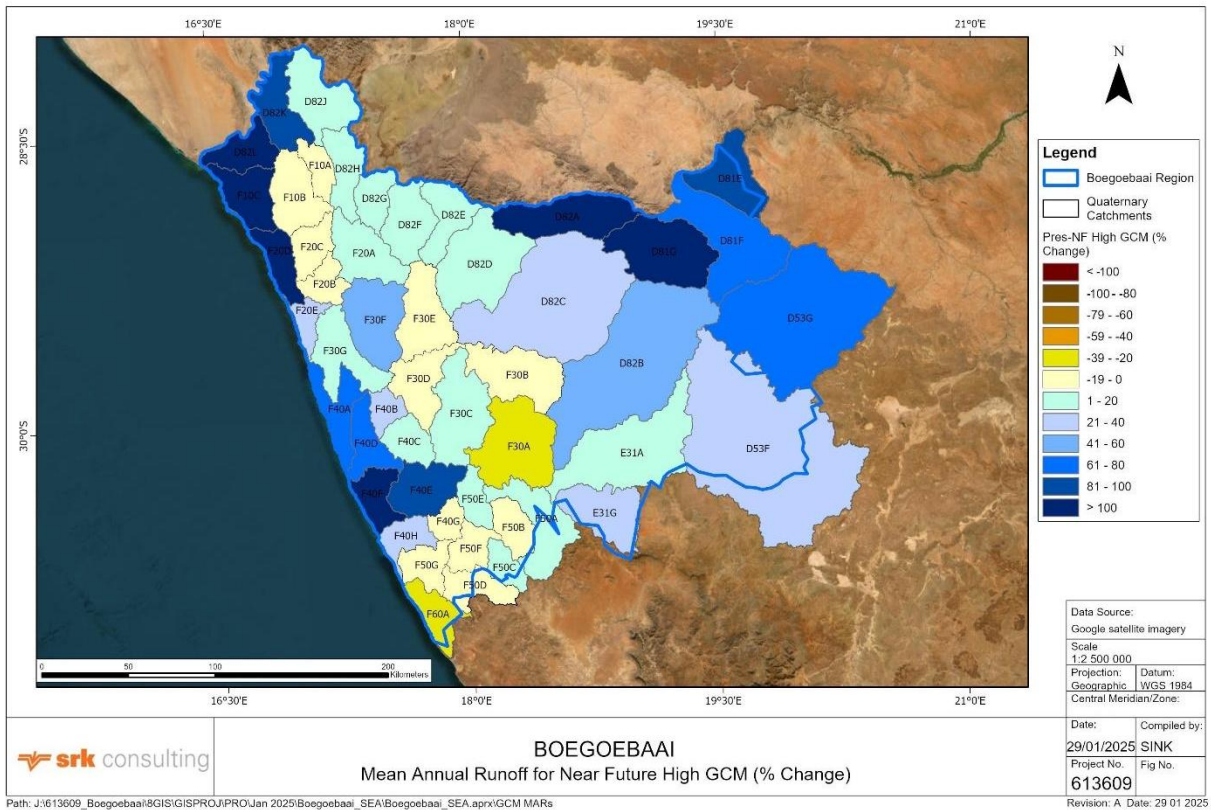 16°30'E
18°0'E
19°30'E
21°0'E
28°30'S
30°0'S
N
D82J
D82K
D82L
F10A
D82H
F10C
F10B
D82G
D82F
D82E
D82A
D81E
D81F
D81G
F20D
F20C
F20A
D82D
F20B
D82C
D53G
F20E
F30F
F30E
F30G
D82B
F30D
F30B
F40A
F40B
F30C
F40D
F40C
F30A
E31A
D53F
F40F
F40E
F50E
F50A
E31G
F40G
F50B
F40H
F50F
F50G
F50C
F50D
F60A
0 50 100 200
Kilometers
16°30'E
18°0'E
19°30'E
21°0'E
Legend
Boegoebaai Region
Quaternary
Catchments
Pres-NF High GCM (%
Change)
< -100
-100 - -80
-79 - -60
-59 - -40
-39 - -20
-19 - 0
1 - 20
21 - 40
41 - 60
61 - 80
81 - 100
> 100
Data Source:
Google satellite imagery
Scale
1:2 500 000
Projection:
Geographic
Datum:
WGS 1984
Central Meridian/Zone:
Date:
29/01/2025
Compiled by:
SINK
Project No.
613609
Fig No.
srk consulting
BOEGOEBAAI
Mean Annual Runoff for Near Future High GCM (% Change)
Path: J:\613609_Boegoebaai\8GIS\GISPROJ\PRO\Jan 2025\Boegoebaai_SEA\Boegoebaai_SEA.aprx\GCM MARs
Revision: A Date: 29 01 2025